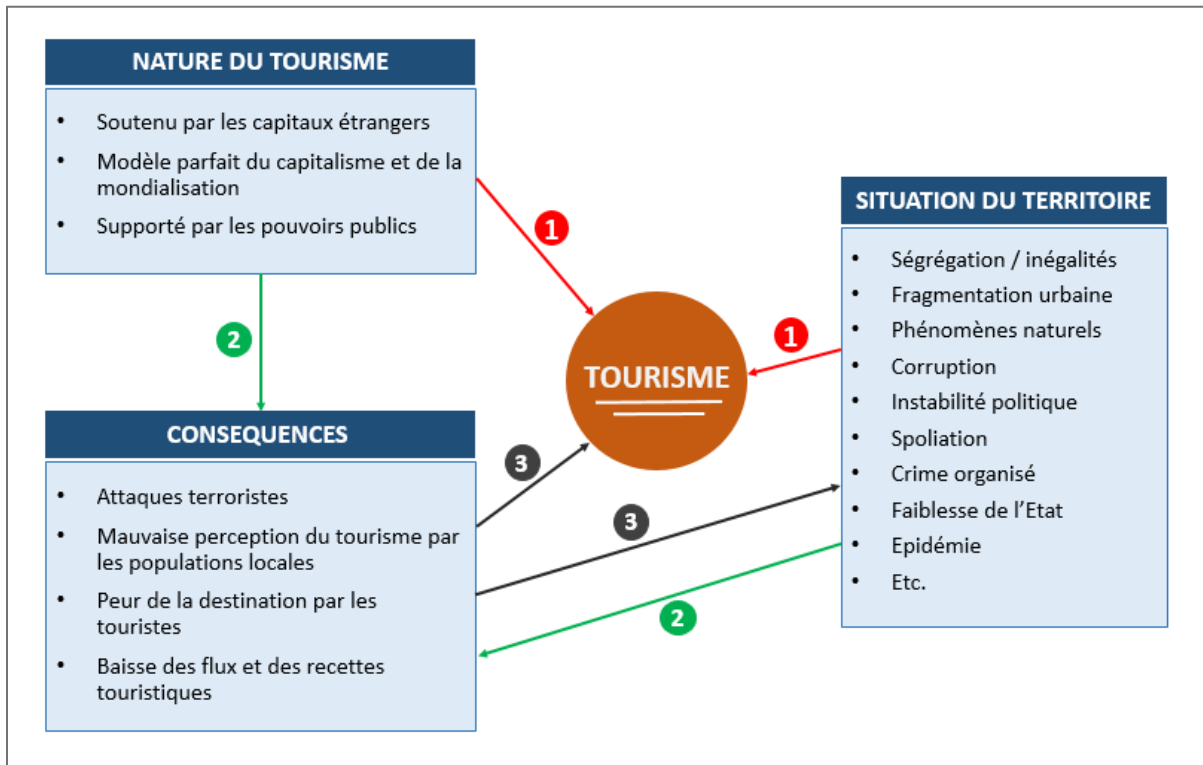 NATURE DU TOURISME
• Soutenu par les capitaux étrangers
• Modèle parfait du capitalisme et de la
mondialisation
• Supporté par les pouvoirs publics
1
2
TOURISME
1
SITUATION DU TERRITOIRE
• Ségrégation / inégalités
• Fragmentation urbaine
• Phénomènes naturels
• Corruption
• Instabilité politique
• Spoliation
• Crime organisé
• Faiblesse de l’Etat
• Epidémie
• Etc.
CONSEQUENCES
• Attaques terroristes
• Mauvaise perception du tourisme par
les populations locales
• Peur de la destination par les
touristes
• Baisse des flux et des recettes
touristiques
3
3
2